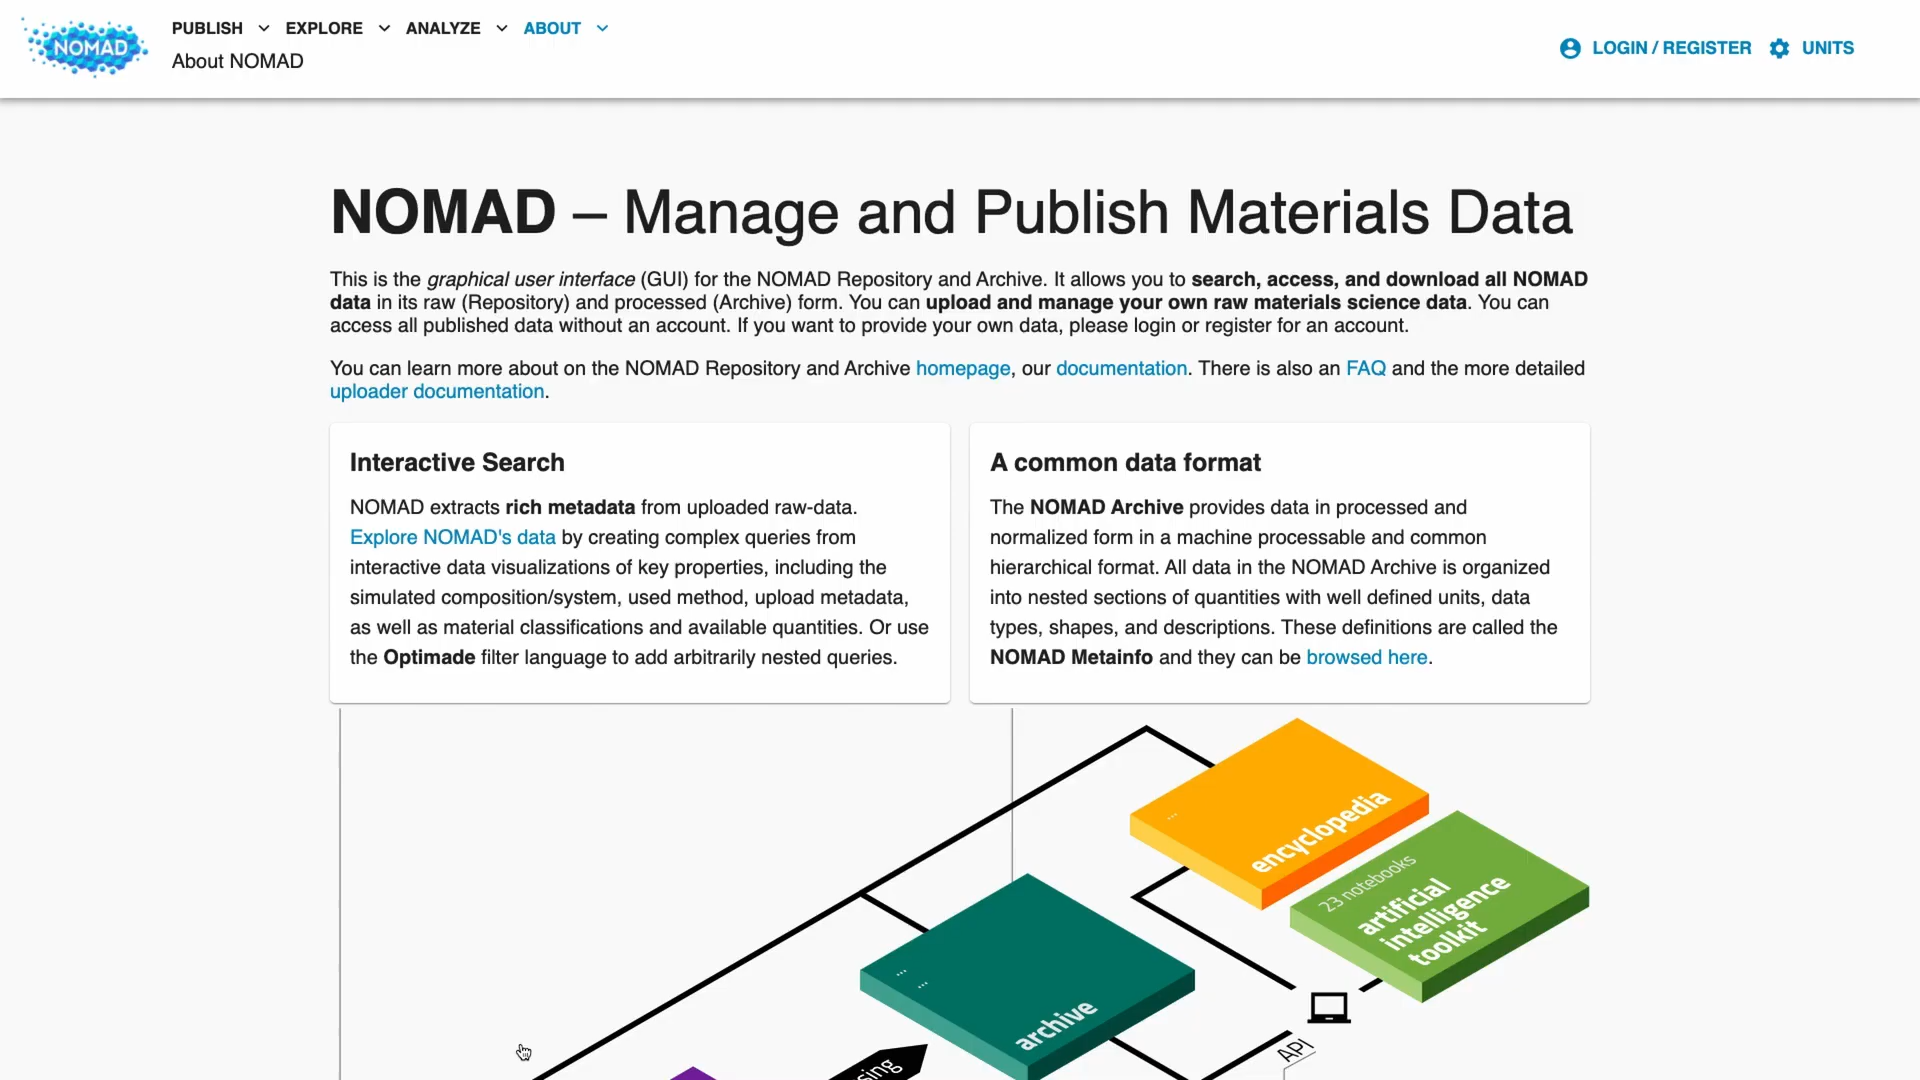 NOMAD
PUBLISH
EXPLORE
ANALYZE
ABOUT
About NOMAD
LOGIN / REGISTER
UNITS
NOMAD – Manage and Publish Materials Data
This is the graphical user interface (GUI) for the NOMAD Repository and Archive. It allows you to search, access, and download all NOMAD
data in its raw (Repository) and processed (Archive) form. You can upload and manage your own raw materials science data. You can
access all published data without an account. If you want to provide your own data, please login or register for an account.
You can learn more about on the NOMAD Repository and Archive homepage, our documentation. There is also an FAQ and the more detailed
uploader documentation.
Interactive Search
NOMAD extracts rich metadata from uploaded raw-data.
Explore NOMAD's data by creating complex queries from
interactive data visualizations of key properties, including the
simulated composition/system, used method, upload metadata,
as well as material classifications and available quantities. Or use
the Optimade filter language to add arbitrarily nested queries.
A common data format
The NOMAD Archive provides data in processed and
normalized form in a machine processable and common
hierarchical format. All data in the NOMAD Archive is organized
into nested sections of quantities with well defined units, data
types, shapes, and descriptions. These definitions are called the
NOMAD Metainfo and they can be browsed here.
...
encyclopedia
23 notebooks
artificial
intelligence
toolkit
...
...
archive
API